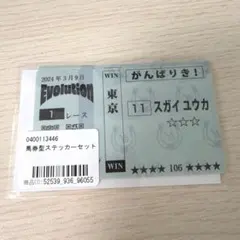 2024年3月9日
Evolution
1 レース
WIN
東京
がんばりき！
11 スガイ ユウカ
☆☆☆
WIN
★★★★ 106 ★★★★
0400113446
馬券型ステッカーセット
52539_936_96055